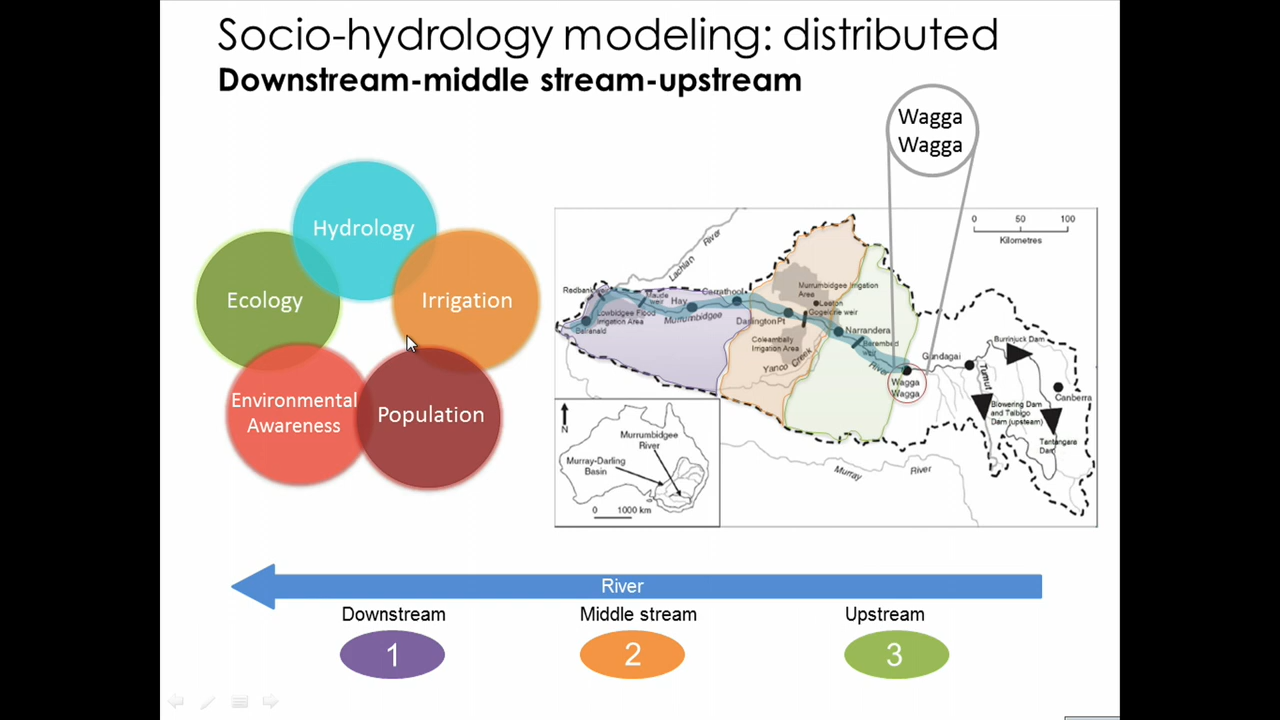 Socio-hydrology modeling: distributed
Downstream-middle stream-upstream
Wagga
Wagga
Hydrology
Ecology
Irrigation
Environmental
Awareness
Population
0 50 100
Kilometres
Lachlan River
Redbank weir
Maude
weir
Hay
Carrathool
Murrumbidgee Irrigation
Area
Leeton
Gogelrie weir
Lowbidgee Flood
Irrigation Area
Balranald
Murrumbidgee
Darlington Pt
Narrandera
Coleambally
Irrigation Area
Berembed
weir
Yanco Creek
River
Gundagai
Burrinjuck Dam
Tumut
Wagga
Wagga
Canberra
Blowering Dam
and Talbigo
Dam (upsteam)
Tantangara
Dam
Murray River
N
Murrumbidgee
River
Murray-Darling
Basin
0 1000 km
River
Downstream
Middle stream
Upstream
1
2
3